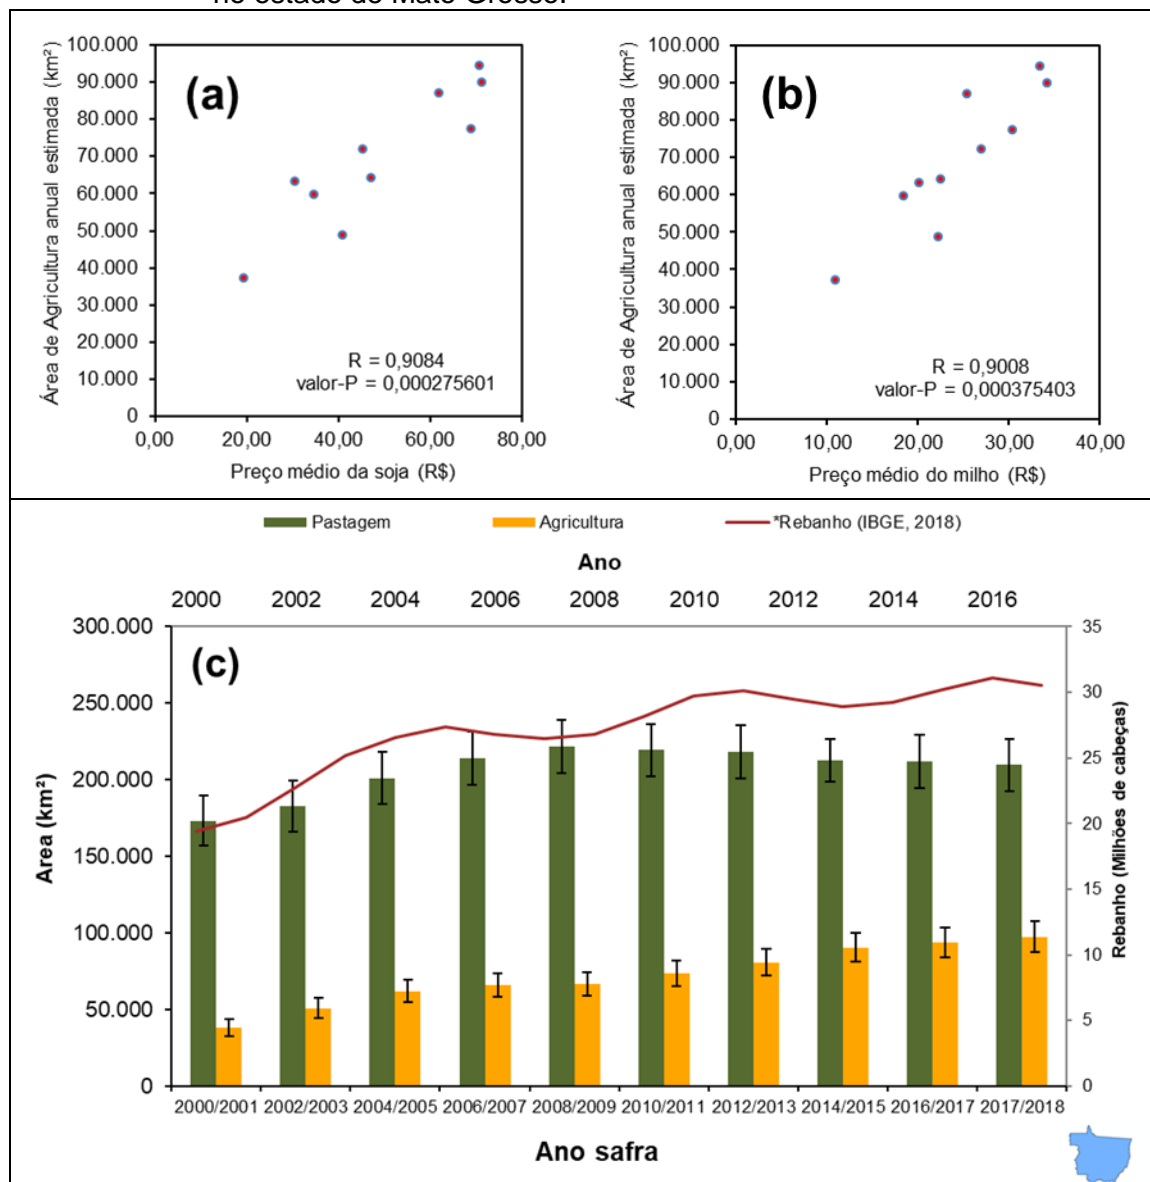 no estado de Mato Grosso.
Área de Agricultura anual estimada (km²)
100.000
90.000
80.000
70.000
60.000
50.000
40.000
30.000
20.000
10.000
0
(a)
R = 0,9084
valor-P = 0,000275601
0,00 20,00 40,00 60,00 80,00
Preço médio da soja (R$)
Área de Agricultura anual estimada (km²)
100.000
90.000
80.000
70.000
60.000
50.000
40.000
30.000
20.000
10.000
0
(b)
R = 0,9008
valor-P = 0,000375403
0,00 10,00 20,00 30,00 40,00
Preço médio do milho (R$)
Pastagem Agricultura *Rebanho (IBGE, 2018)
Ano
2000 2002 2004 2006 2008 2010 2012 2014 2016
(c)
Area (km²)
300.000
250.000
200.000
150.000
100.000
50.000
0
35
30
25
20
15
10
5
0
Rebanho (Milhões de cabeças)
2000/2001 2002/2003 2004/2005 2006/2007 2008/2009 2010/2011 2012/2013 2014/2015 2016/2017 2017/2018
Ano safra